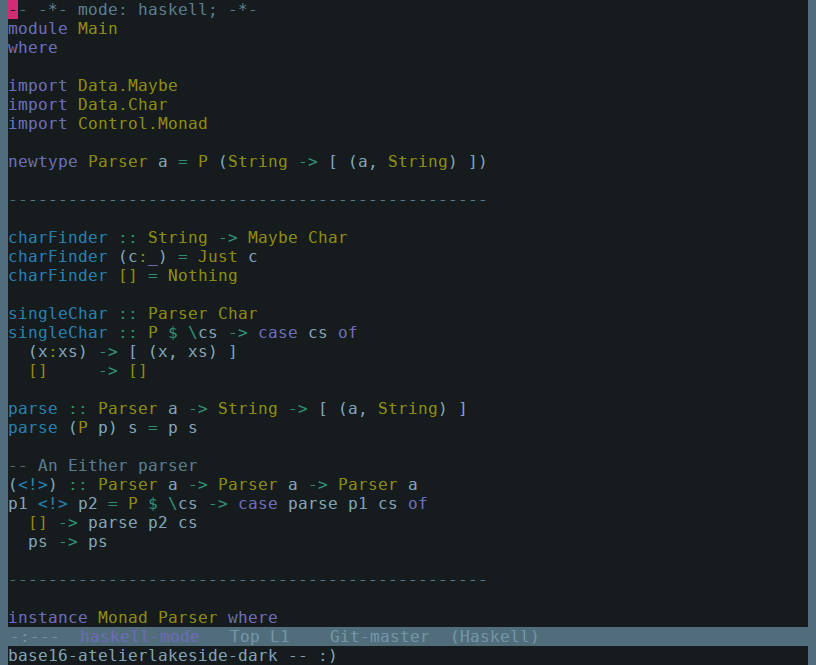 -- -*- mode: haskell; -*-
module Main
where
import Data.Maybe
import Data.Char
import Control.Monad
newtype Parser a = P (String -> [ (a, String) ])
------------------------------------------------
charFinder :: String -> Maybe Char
charFinder (c:_) = Just c
charFinder [] = Nothing
singleChar :: Parser Char
singleChar :: P $ \cs -> case cs of
  (x:xs) -> [ (x, xs) ]
  []     -> []
parse :: Parser a -> String -> [ (a, String) ]
parse (P p) s = p s
-- An Either parser
(<!>) :: Parser a -> Parser a -> Parser a
p1 <!> p2 = P $ \cs -> case parse p1 cs of
  [] -> parse p2 cs
  ps -> ps
------------------------------------------------
instance Monad Parser where
-:---  haskell-mode   Top L1    Git-master  (Haskell)
base16-atelierlakeside-dark -- :)